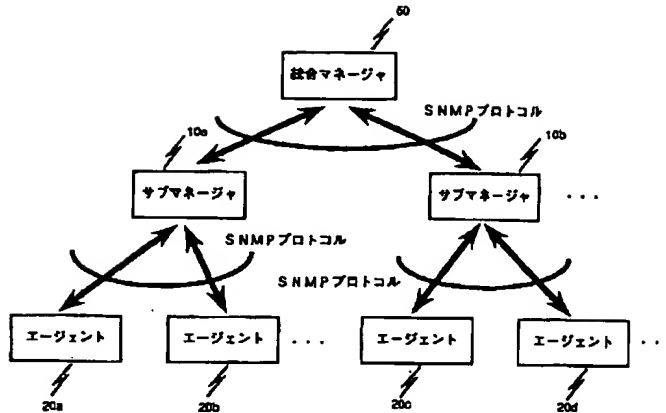 50
統合マネージャ
SNMPプロトコル
10a
10b
サブマネージャ
サブマネージャ
...
SNMPプロトコル
SNMPプロトコル
エージェント
エージェント
...
エージェント
エージェント
...
20a
20b
20c
20d